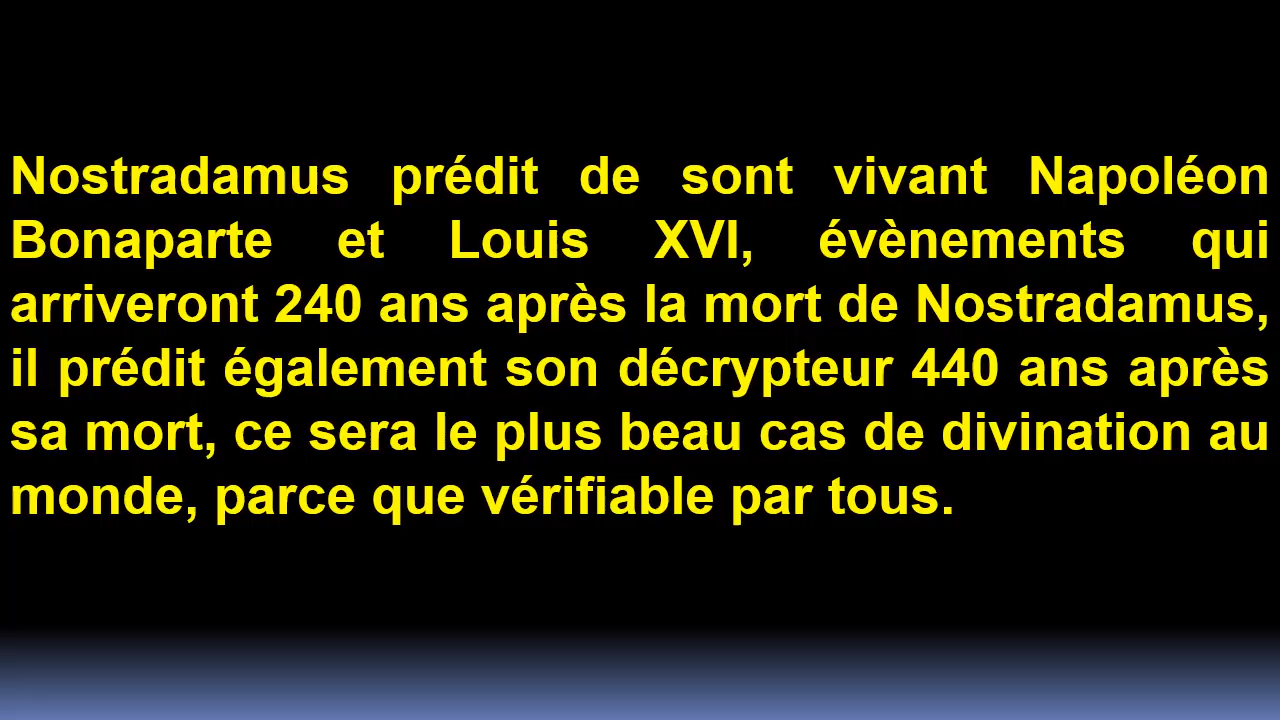 Nostradamus prédit de sont vivant Napoléon
Bonaparte et Louis XVI, évènements qui
arriveront 240 ans après la mort de Nostradamus,
il prédit également son décrypteur 440 ans après
sa mort, ce sera le plus beau cas de divination au
monde, parce que vérifiable par tous.